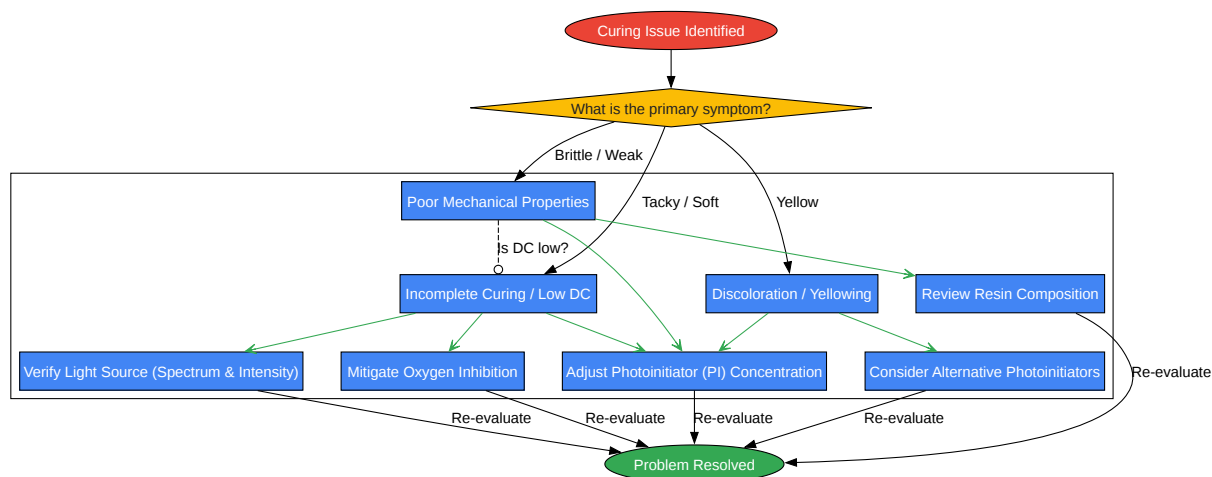 Curing Issue Identified
What is the primary symptom?
Brittle / Weak
Poor Mechanical Properties
Tacky / Soft
Yellow
Is DC low?
Incomplete Curing / Low DC
Discoloration / Yellowing
Review Resin Composition
Verify Light Source (Spectrum & Intensity)
Mitigate Oxygen Inhibition
Adjust Photoinitiator (PI) Concentration
Consider Alternative Photoinitiators
Re-evaluate
Re-evaluate
Re-evaluate
Re-evaluate
Re-evaluate
Problem Resolved